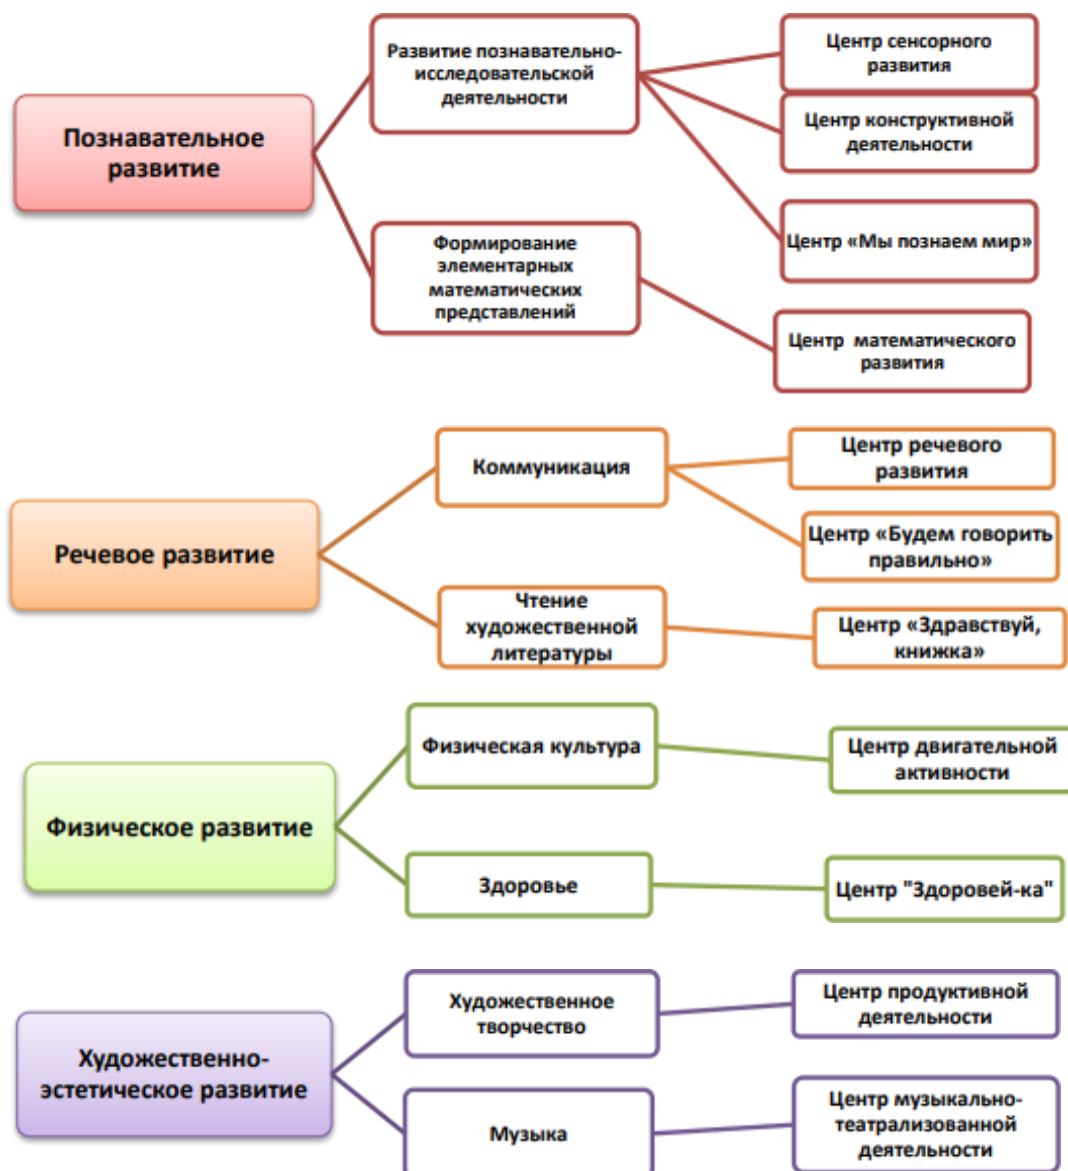 Познавательное
развитие
Развитие познавательно-
исследовательской
деятельности
Центр сенсорного
развития
Центр конструктивной
деятельности
Центр «Мы познаем мир»
Формирование
элементарных
математических
представлений
Центр математического
развития
Речевое развитие
Коммуникация
Центр речевого
развития
Центр «Будем говорить
правильно»
Чтение
художественной
литературы
Центр «Здравствуй,
книжка»
Физическое развитие
Физическая культура
Центр двигательной
активности
Здоровье
Центр "Здоровей-ка"
Художественно-
эстетическое развитие
Художественное
творчество
Центр продуктивной
деятельности
Музыка
Центр музыкально-
театрализованной
деятельности